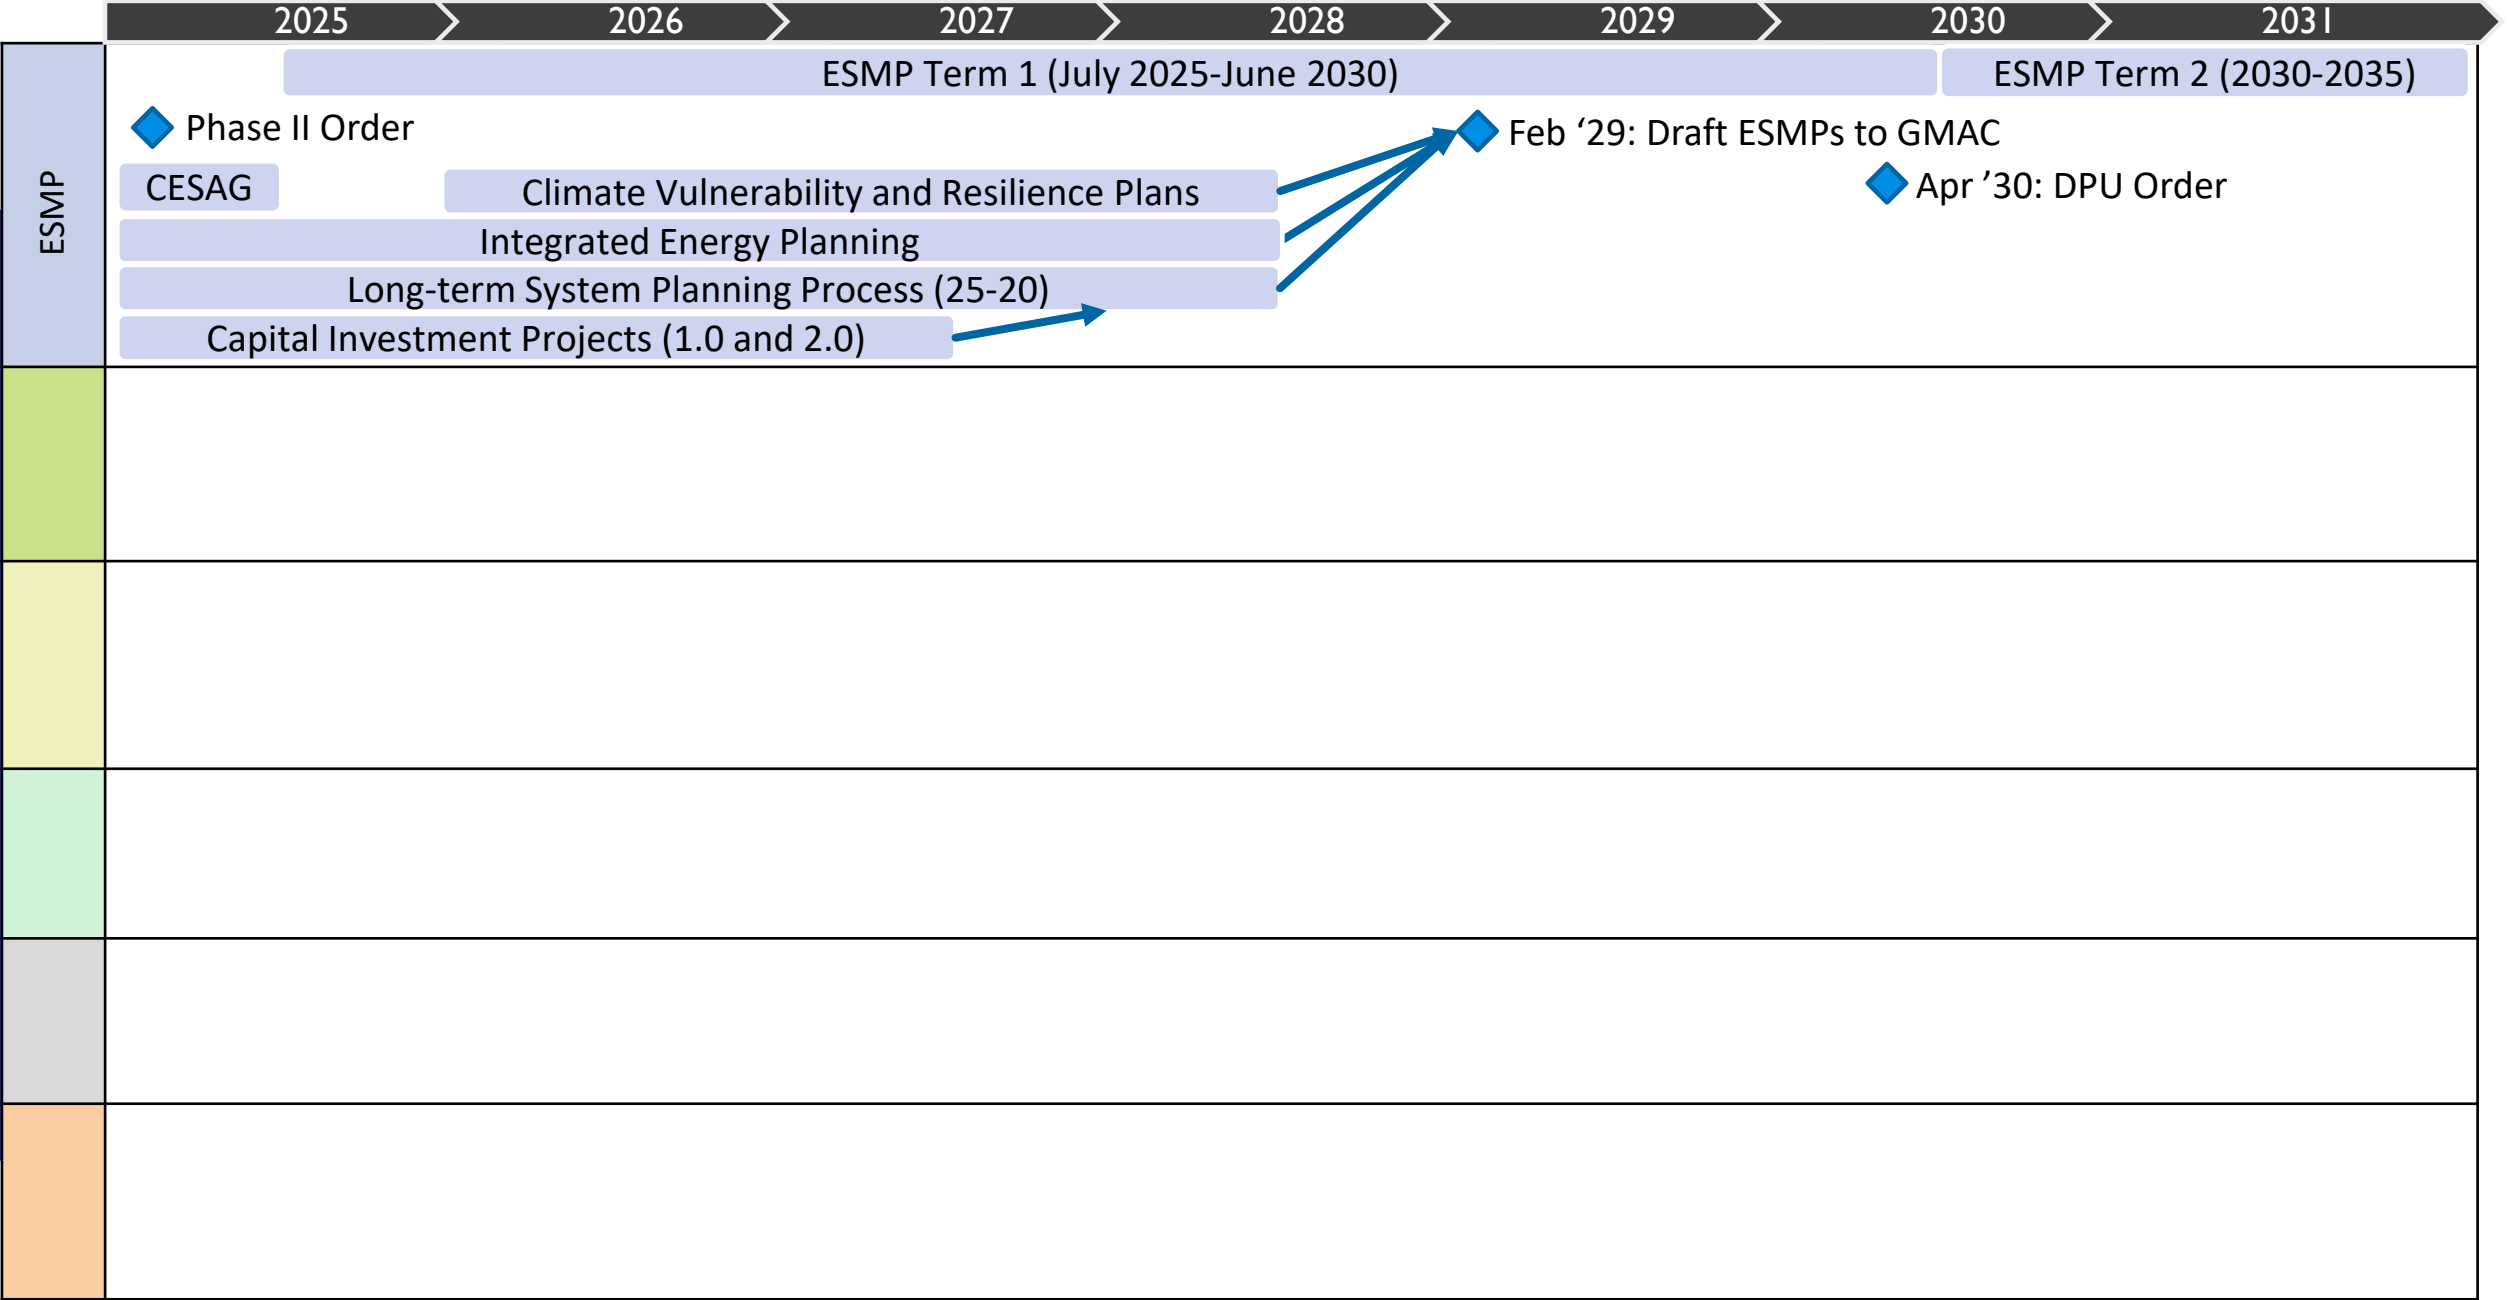 2025
2026
2027
2028
2029
2030
2031
ESMP
ESMP Term 1 (July 2025-June 2030)
ESMP Term 2 (2030-2035)
Phase II Order
Feb ‘29: Draft ESMPs to GMAC
CESAG
Climate Vulnerability and Resilience Plans
Apr ’30: DPU Order
Integrated Energy Planning
Long-term System Planning Process (25-20)
Capital Investment Projects (1.0 and 2.0)